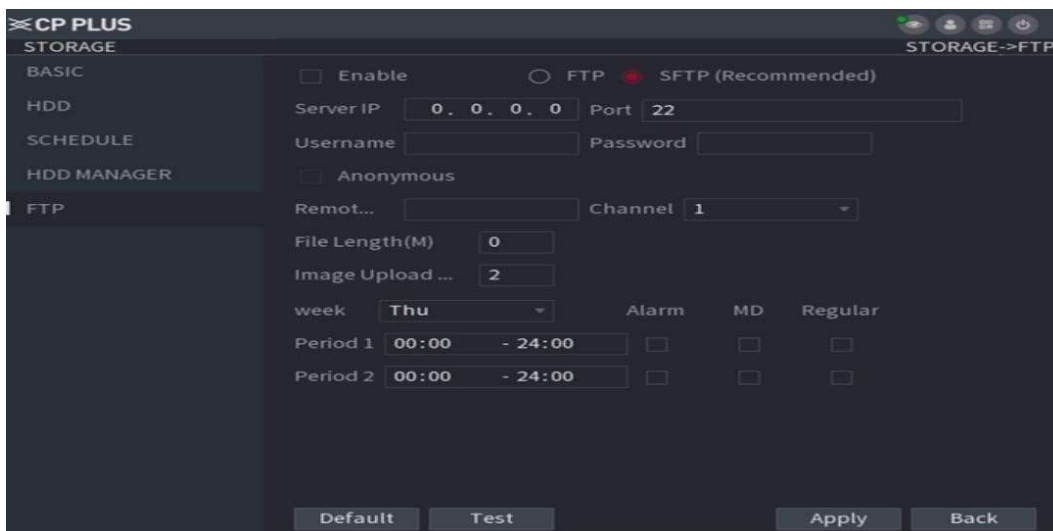 CP PLUS
STORAGE STORAGE->FTP
BASIC
Enable FTP SFTP (Recommended)
HDD
Server IP 0. 0. 0. 0 Port 22
SCHEDULE
Username Password
HDD MANAGER
Anonymous
FTP
Remot... Channel 1
File Length(M) 0
Image Upload ... 2
week Thu Alarm MD Regular
Period 1 00:00 - 24:00
Period 2 00:00 - 24:00
Default Test Apply Back